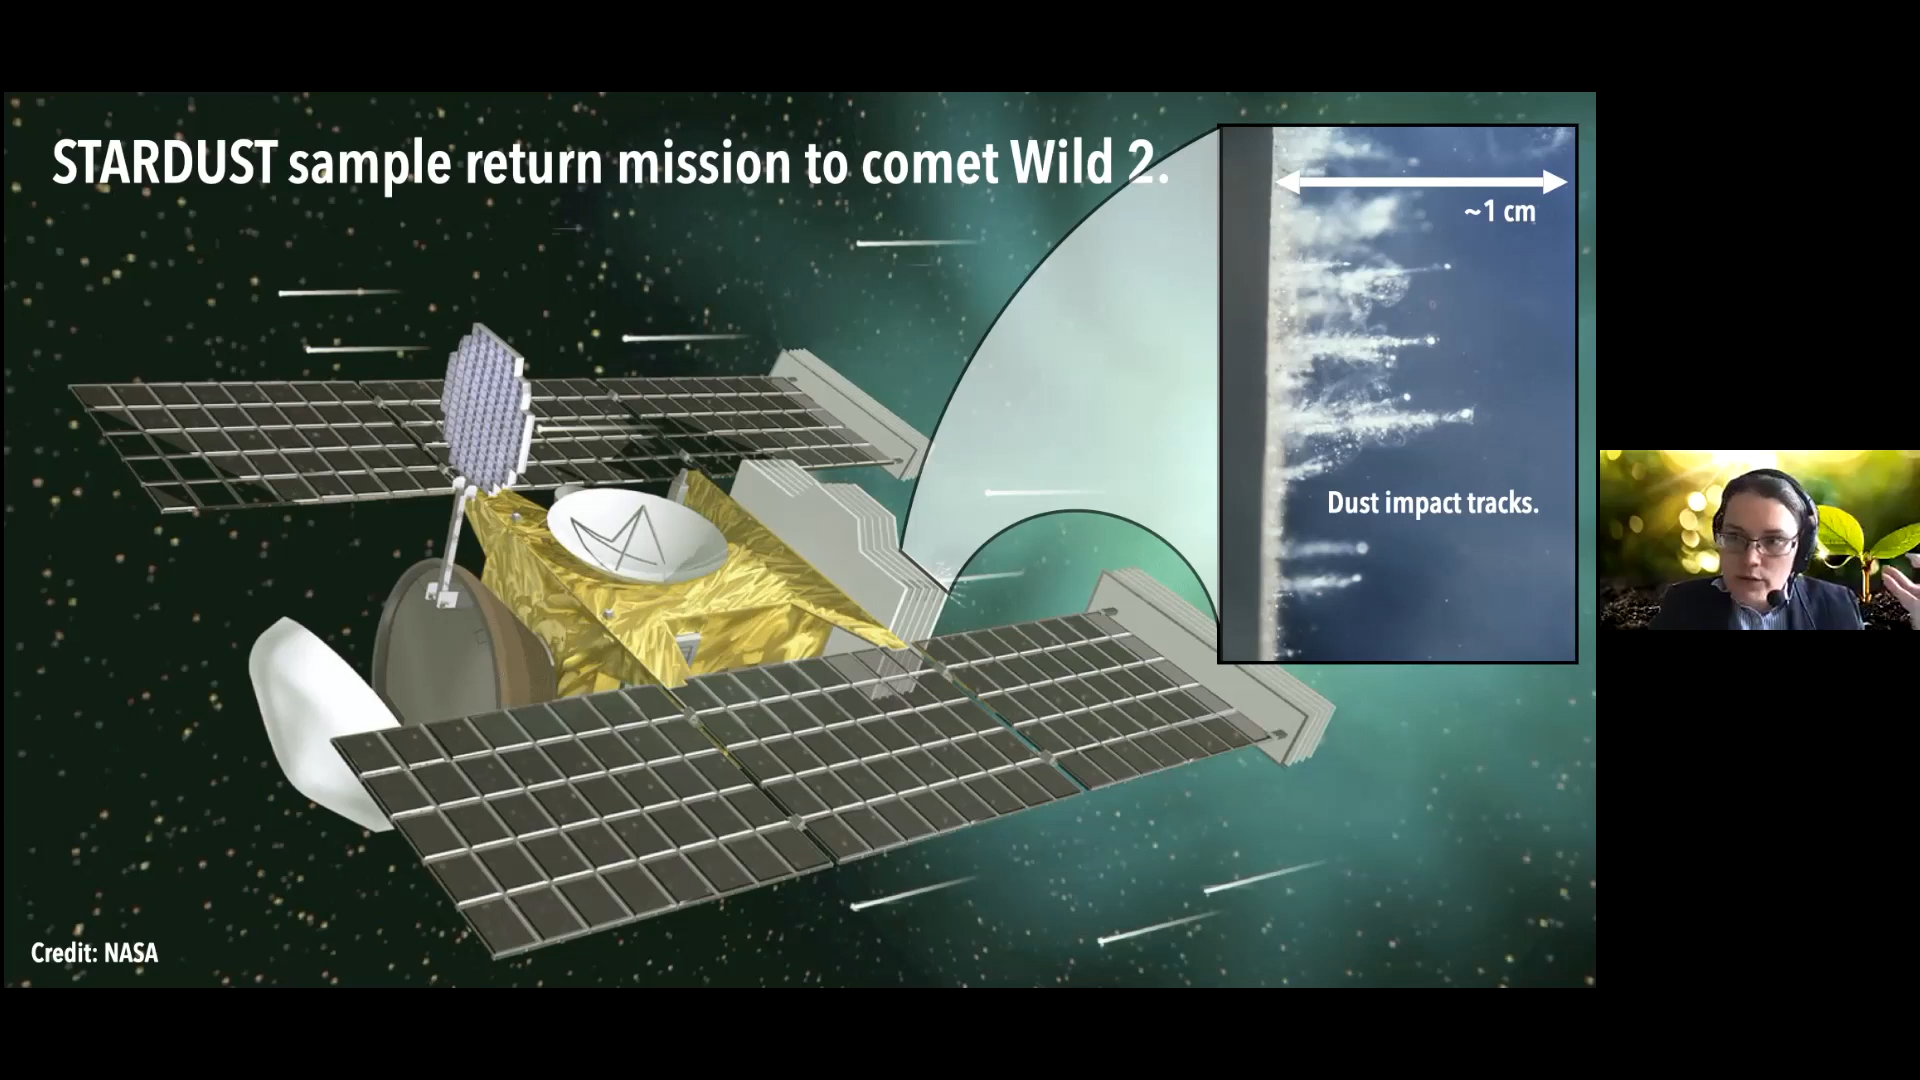 STARDUST sample return mission to comet Wild 2.
~1 cm
Dust impact tracks.
Credit: NASA